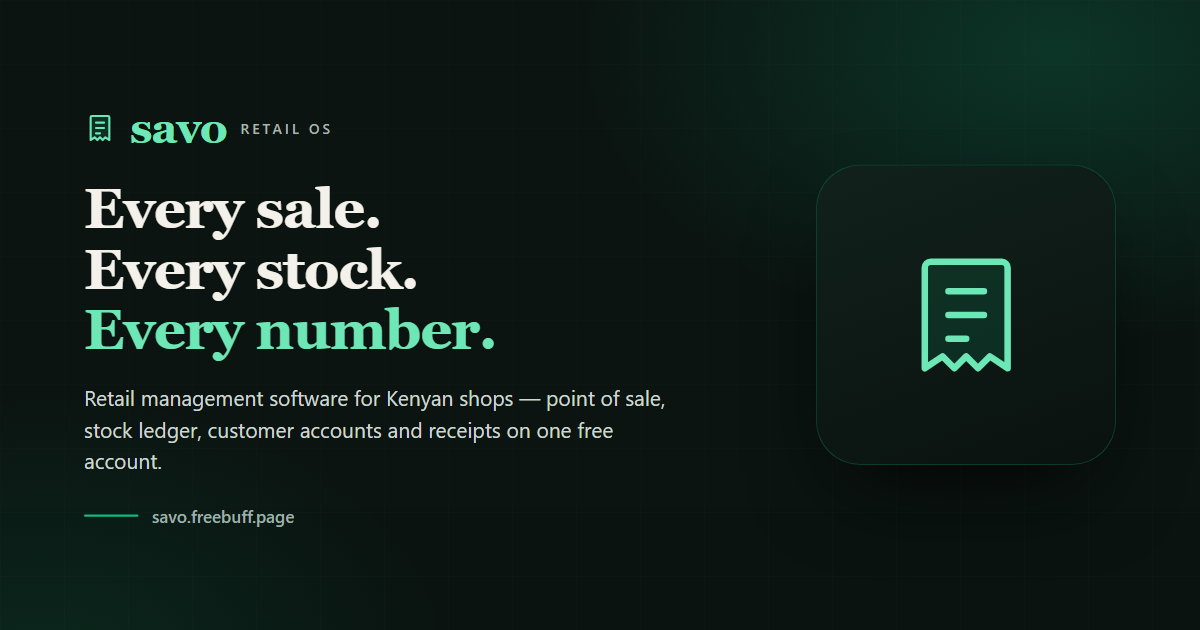 savo RETAIL OS
Every sale.
Every stock.
Every number.
Retail management software for Kenyan shops — point of sale,
stock ledger, customer accounts and receipts on one free
account.
savo.freebuff.page